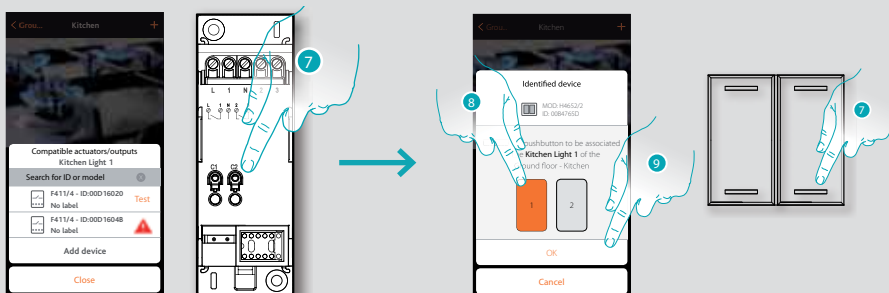 Grou...
Kitchen
+
Compatible actuators/outputs
Kitchen Light 1
Search for ID or model
F411/4 - ID:00D16020
No label
Test
F411/4 - ID:00D1604B
No label
Add device
Close
7
L 1 N 2 3
L 1 N 2
C1 C2
Grou...
Kitchen
+
Identified device
MOD: H4652/2
ID: 00B4765D
8
pushbutton to be associated
Kitchen Light 1 of the
ound floor - Kitchen
1
2
9
OK
Cancel
7